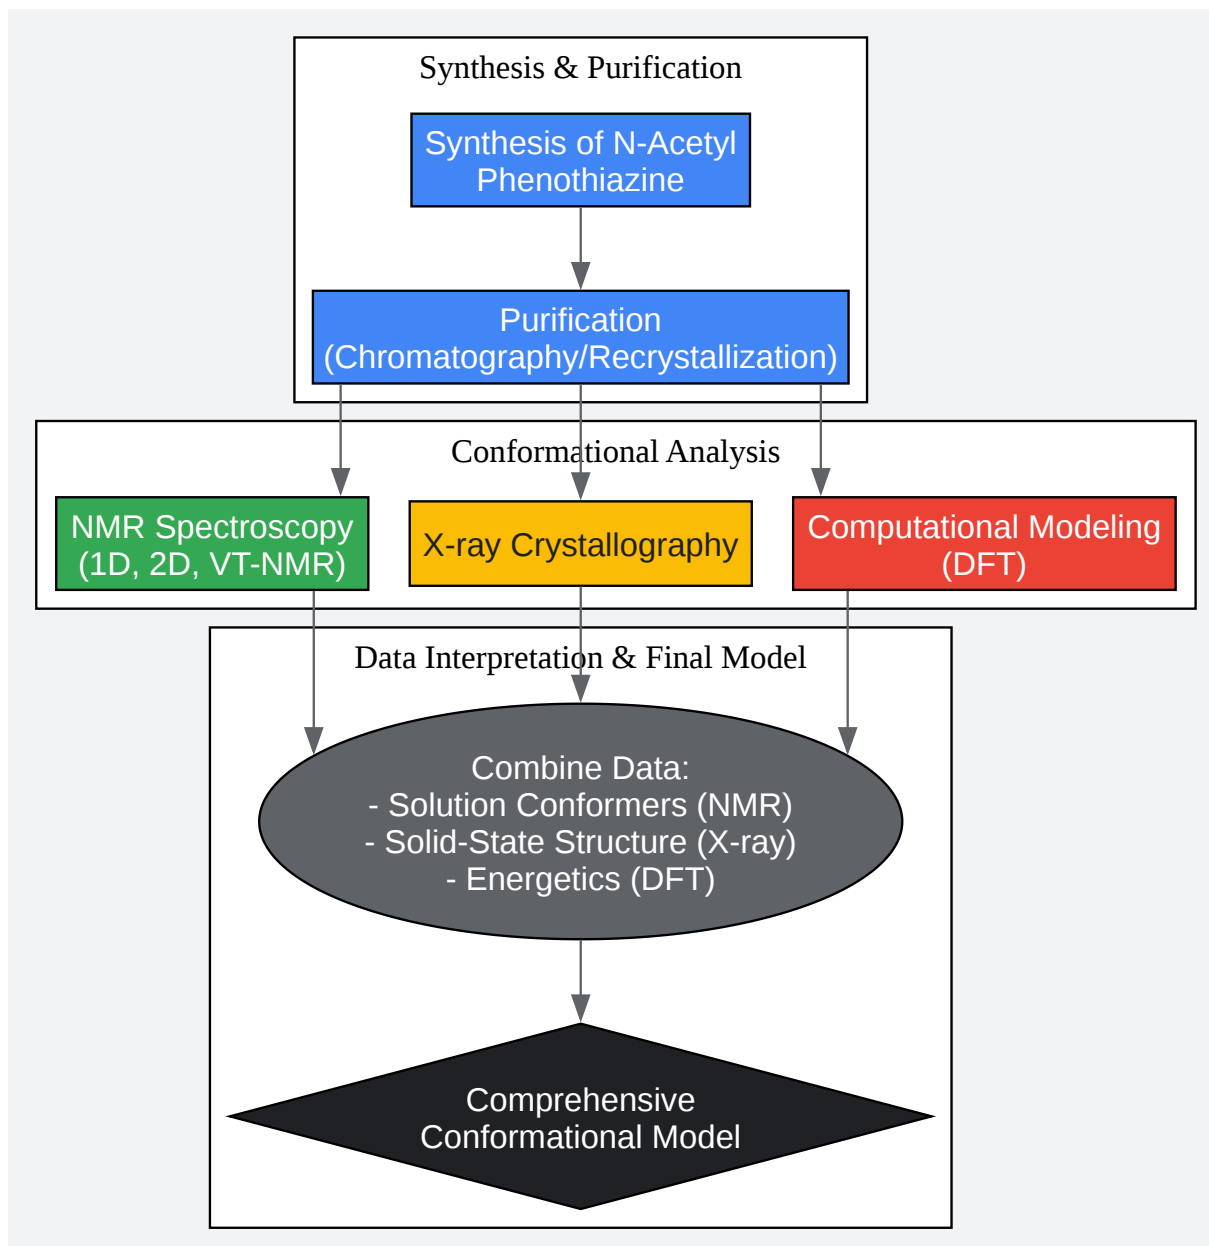 Synthesis & Purification
Synthesis of N-Acetyl
Phenothiazine
Purification
(Chromatography/Recrystallization)
Conformational Analysis
NMR Spectroscopy
(1D, 2D, VT-NMR)
X-ray Crystallography
Computational Modeling
(DFT)
Data Interpretation & Final Model
Combine Data:
- Solution Conformers (NMR)
- Solid-State Structure (X-ray)
- Energetics (DFT)
Comprehensive
Conformational Model